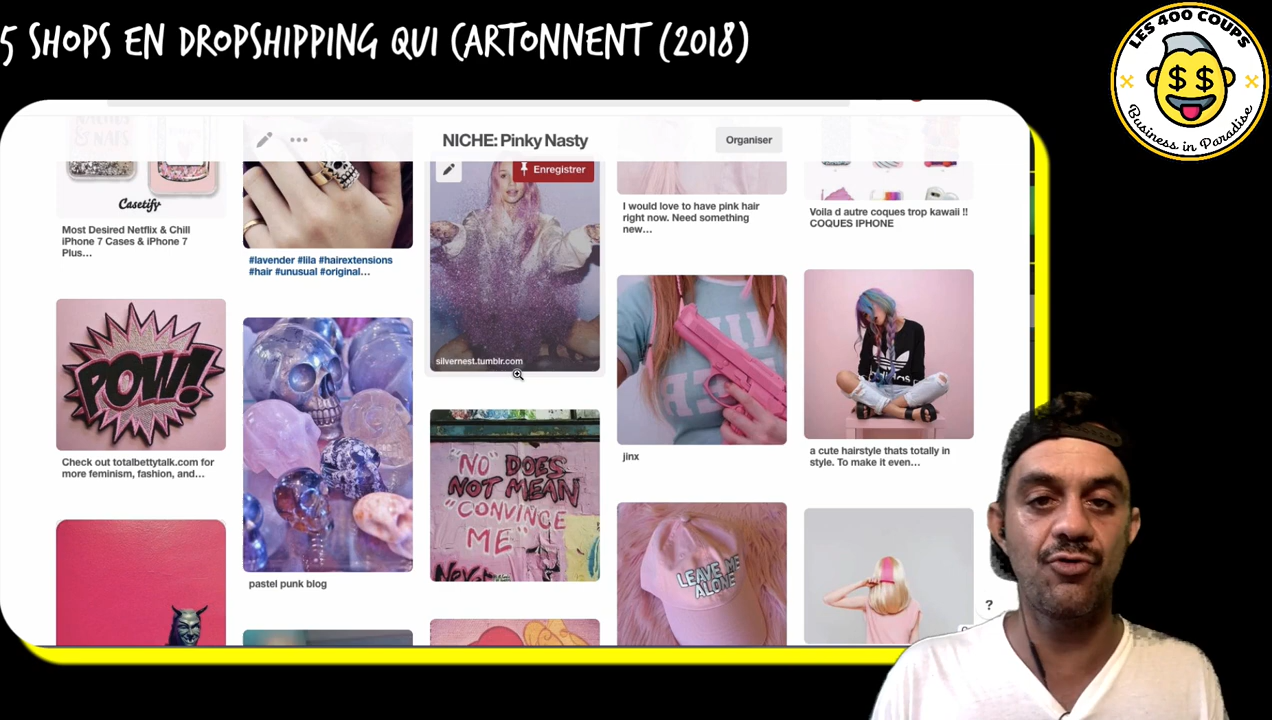 5 SHOPS EN DROPSHIPPING QUI CARTONNENT (2018)
LES 400 COUPS
$ $
Business in Paradise
NICHE: Pinky Nasty
Organiser
Enregistrer
Casetify
Most Desired Netflix & Chill
iPhone 7 Cases & iPhone 7
Plus...
#lavender #lila #hairextensions
#hair #unusual #original...
silvernest.tumblr.com
I would love to have pink hair
right now. Need something
new...
Voila d autre coques trop kawaii !!
COQUES IPHONE
POW!
Check out totalbettytalk.com for
more feminism, fashion, and...
pastel punk blog
"NO" DOES
NOT MEAN
"CONVINCE
ME"
jinx
adidas
a cute hairstyle thats totally in
style. To make it even...
LEAVE ME
ALONE
?